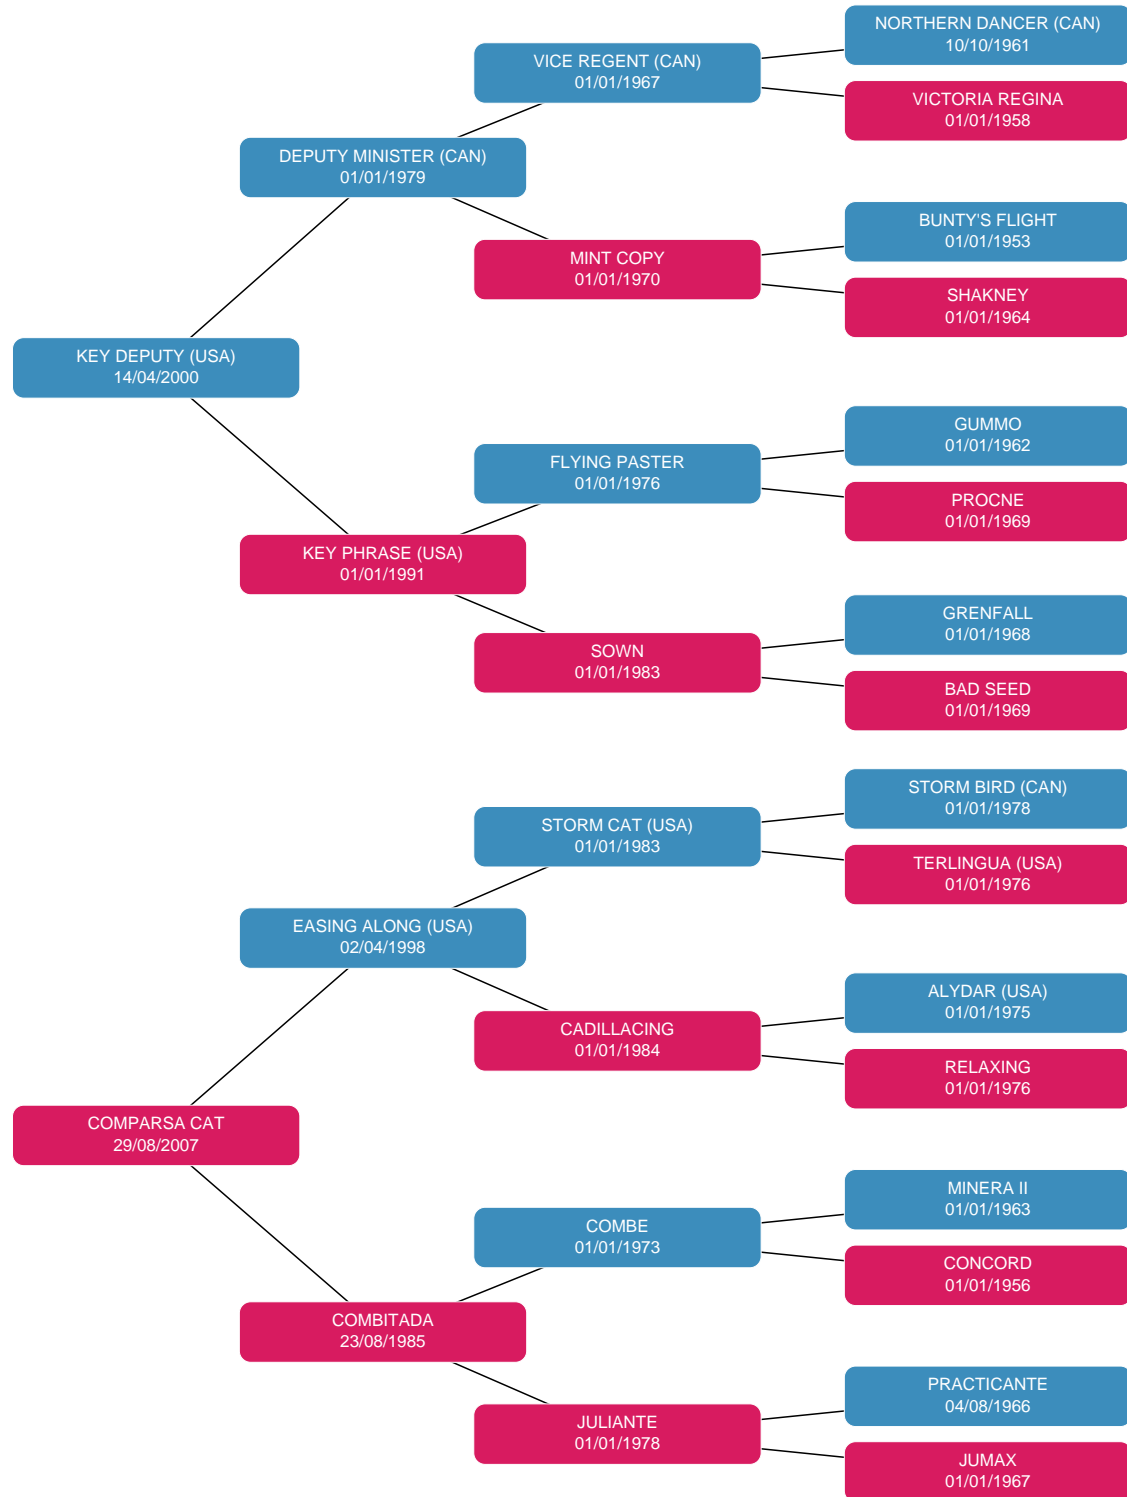 NORTHERN DANCER (CAN)
10/10/1961
VICE REGENT (CAN)
01/01/1967
VICTORIA REGINA
01/01/1958
DEPUTY MINISTER (CAN)
01/01/1979
BUNTY'S FLIGHT
01/01/1953
MINT COPY
01/01/1970
SHAKNEY
01/01/1964
KEY DEPUTY (USA)
14/04/2000
GUMMO
01/01/1962
FLYING PASTER
01/01/1976
PROCNE
01/01/1969
KEY PHRASE (USA)
01/01/1991
GRENFALL
01/01/1968
SOWN
01/01/1983
BAD SEED
01/01/1969
STORM BIRD (CAN)
01/01/1978
STORM CAT (USA)
01/01/1983
TERLINGUA (USA)
01/01/1976
EASING ALONG (USA)
02/04/1998
ALYDAR (USA)
01/01/1975
CADILLACING
01/01/1984
RELAXING
01/01/1976
COMPARSA CAT
29/08/2007
MINERA II
01/01/1963
COMBE
01/01/1973
CONCORD
01/01/1956
COMBITADA
23/08/1985
PRACTICANTE
04/08/1966
JULIANTE
01/01/1978
JUMAX
01/01/1967